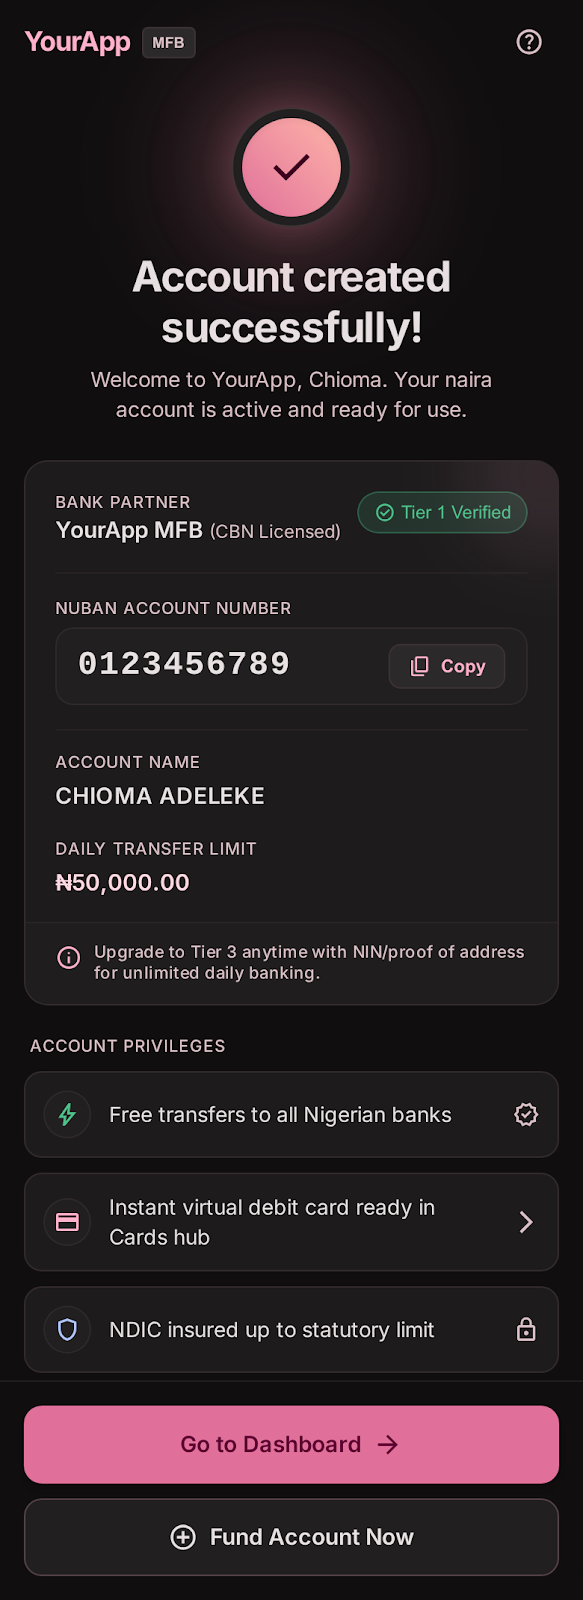 YourApp MFB
Account created
successfully!
Welcome to YourApp, Chioma. Your naira
account is active and ready for use.
BANK PARTNER
YourApp MFB (CBN Licensed)
Tier 1 Verified
NUBAN ACCOUNT NUMBER
0123456789
Copy
ACCOUNT NAME
CHIOMA ADELEKE
DAILY TRANSFER LIMIT
₦50,000.00
Upgrade to Tier 3 anytime with NIN/proof of address
for unlimited daily banking.
ACCOUNT PRIVILEGES
Free transfers to all Nigerian banks
Instant virtual debit card ready in
Cards hub
NDIC insured up to statutory limit
Go to Dashboard
Fund Account Now